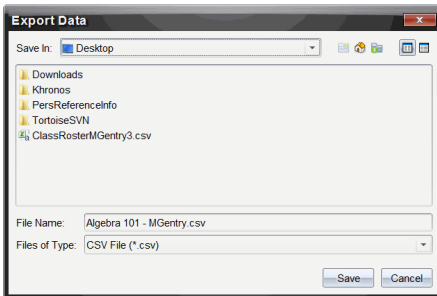 Export Data
Save In: Desktop
Downloads
Khronos
PersReferenceInfo
TortoiseSVN
ClassRosterMGentry3.csv
File Name: Algebra 101 - MGentry.csv
Files of Type: CSV File (*.csv)
Save Cancel